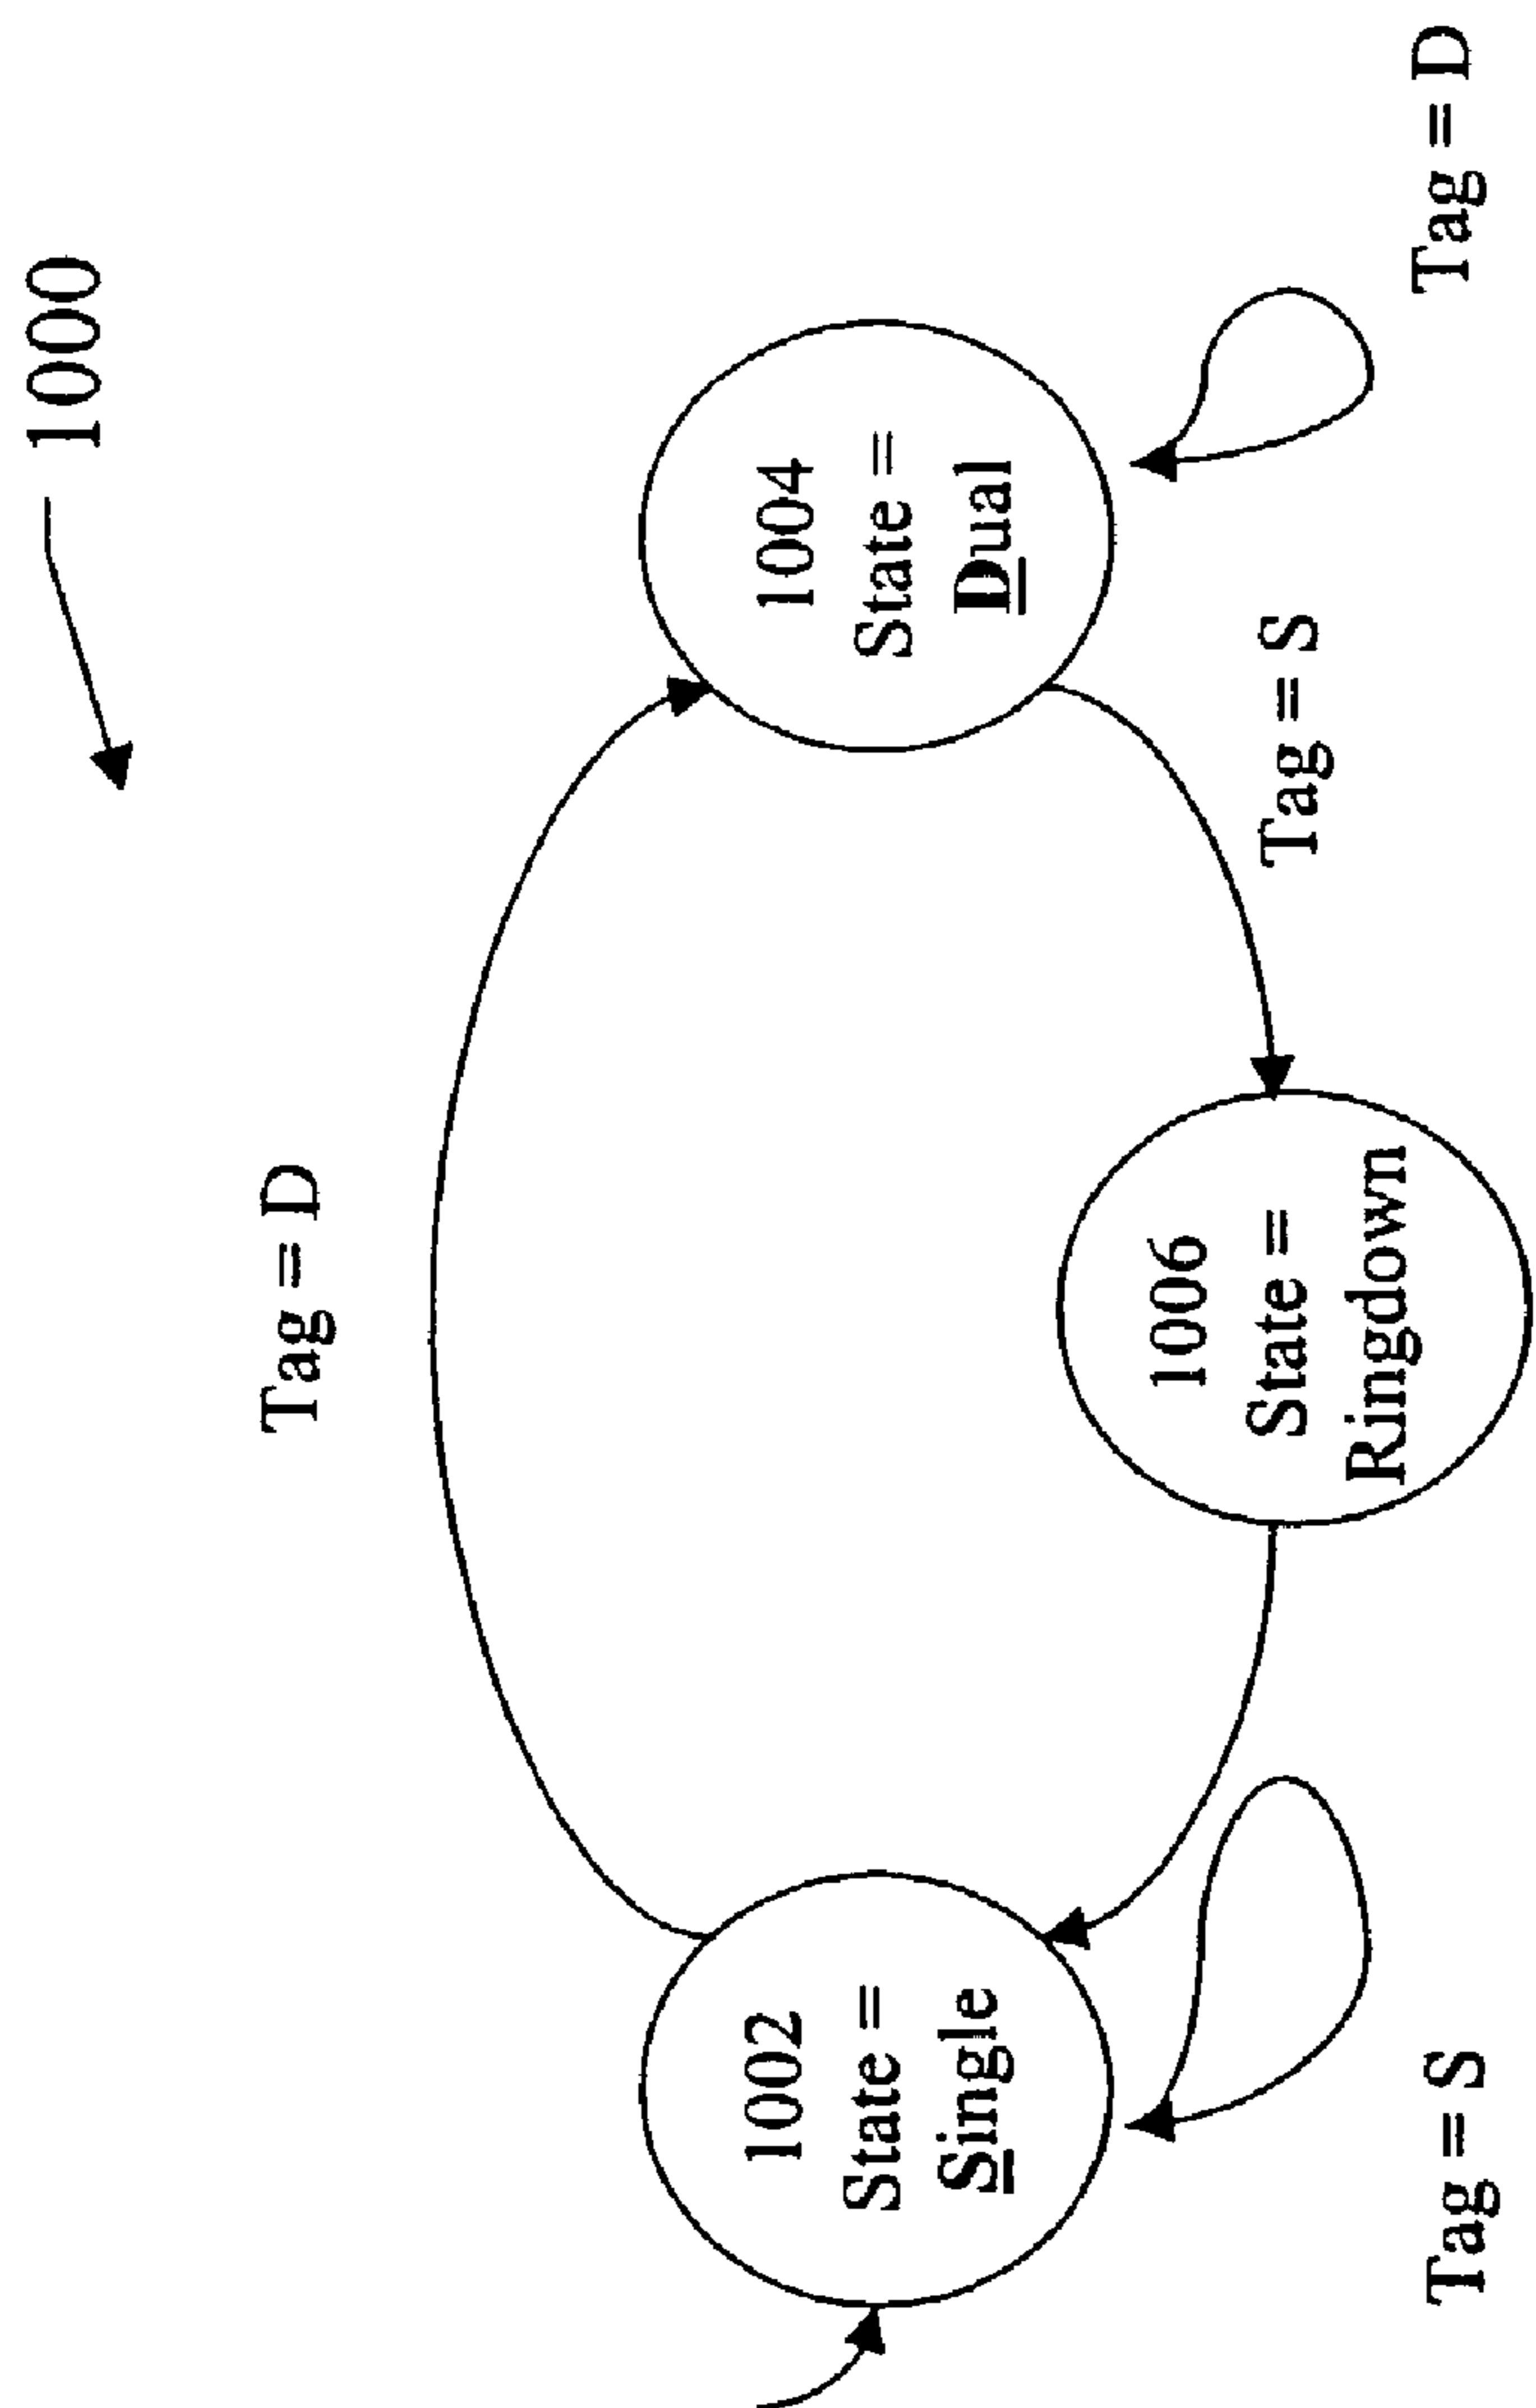 1000
Tag = D
1002
State =
Single
1004
State =
Dual
Tag = S
1006
State =
Ringdown
Tag = S
Tag = D